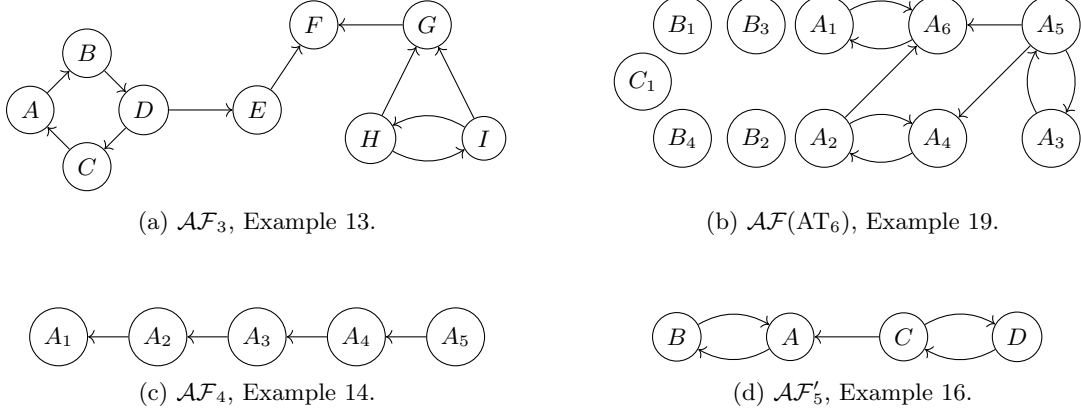 F G B₁ B₃ A₁ A₆ A₅
B
C₁
A D E
H I B₄ B₂ A₂ A₄ A₃
C
(a) 𝒜ℱ₃, Example 13. (b) 𝒜ℱ(AT₆), Example 19.
A₁ A₂ A₃ A₄ A₅ B A C D
(c) 𝒜ℱ₄, Example 14. (d) 𝒜ℱ′₅, Example 16.